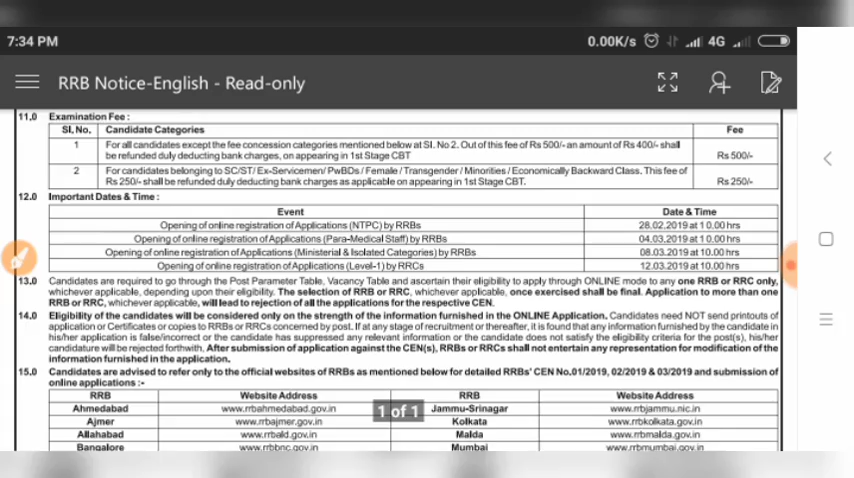 7:34 PM
0.00K/s 4G
RRB Notice-English - Read-only
11.0 Examination Fee :
Sl. No. Candidate Categories Fee
1 For all candidates except the fee concession categories mentioned below at Sl. No 2. Out of this fee of Rs 500/- an amount of Rs 400/- shall
be refunded duly deducting bank charges, on appearing in 1st Stage CBT Rs 500/-
2 For candidates belonging to SC/ST/ Ex-Servicemen/ PwBDs / Female / Transgender / Minorities / Economically Backward Class. This fee of
Rs 250/- shall be refunded duly deducting bank charges as applicable on appearing in 1st Stage CBT. Rs 250/-
12.0 Important Dates & Time :
Event Date & Time
Opening of online registration of Applications (NTPC) by RRBs 28.02.2019 at 10.00 hrs
Opening of online registration of Applications (Para-Medical Staff) by RRBs 04.03.2019 at 10.00 hrs
Opening of online registration of Applications (Ministerial & Isolated Categories) by RRBs 08.03.2019 at 10.00 hrs
Opening of online registration of Applications (Level-1) by RRCs 12.03.2019 at 10.00 hrs
13.0 Candidates are required to go through the Post Parameter Table, Vacancy Table and ascertain their eligibility to apply through ONLINE mode to any one RRB or RRC only,
whichever applicable, depending upon their eligibility. The selection of RRB or RRC, whichever applicable, once exercised shall be final. Application to more than one
RRB or RRC, whichever applicable, will lead to rejection of all the applications for the respective CEN.
14.0 Eligibility of the candidates will be considered only on the strength of the information furnished in the ONLINE Application. Candidates need NOT send printouts of
application or Certificates or copies to RRBs or RRCs concerned by post. If at any stage of recruitment or thereafter, it is found that any information furnished by the candidate in
his/her application is false/incorrect or the candidate has suppressed any relevant information or the candidate does not satisfy the eligibility criteria for the post(s), his/her
candidature will be rejected forthwith. After submission of application against the CEN(s), RRBs or RRCs shall not entertain any representation for modification of the
information furnished in the application.
15.0 Candidates are advised to refer only to the official websites of RRBs as mentioned below for detailed RRBs' CEN No.01/2019, 02/2019 & 03/2019 and submission of
online applications :-
RRB Website Address RRB Website Address
Ahmedabad www.rrbahmedabad.gov.in Jammu-Srinagar www.rrbjammu.nic.in
1 of 1
Ajmer www.rrbajmer.gov.in Kolkata www.rrbkolkata.gov.in
Allahabad www.rrbald.gov.in Malda www.rrbmalda.gov.in
Bangalore www.rrbbnc.gov.in Mumbai www.rrbmumbai.gov.in